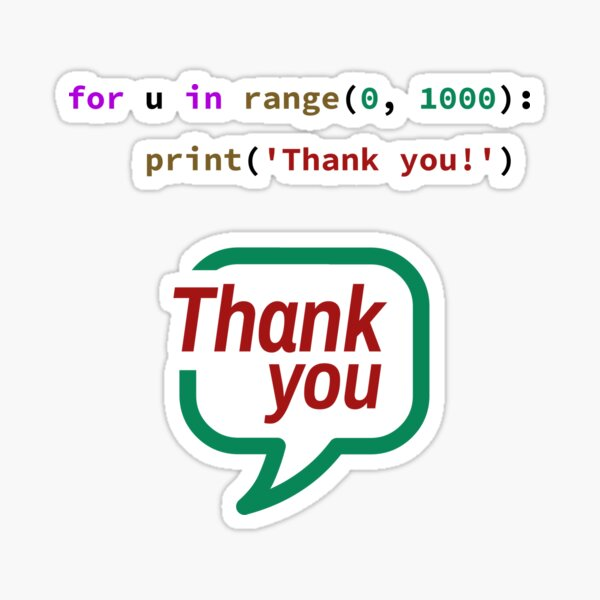 for u in range(0, 1000):
    print('Thank you!')
Thank
you